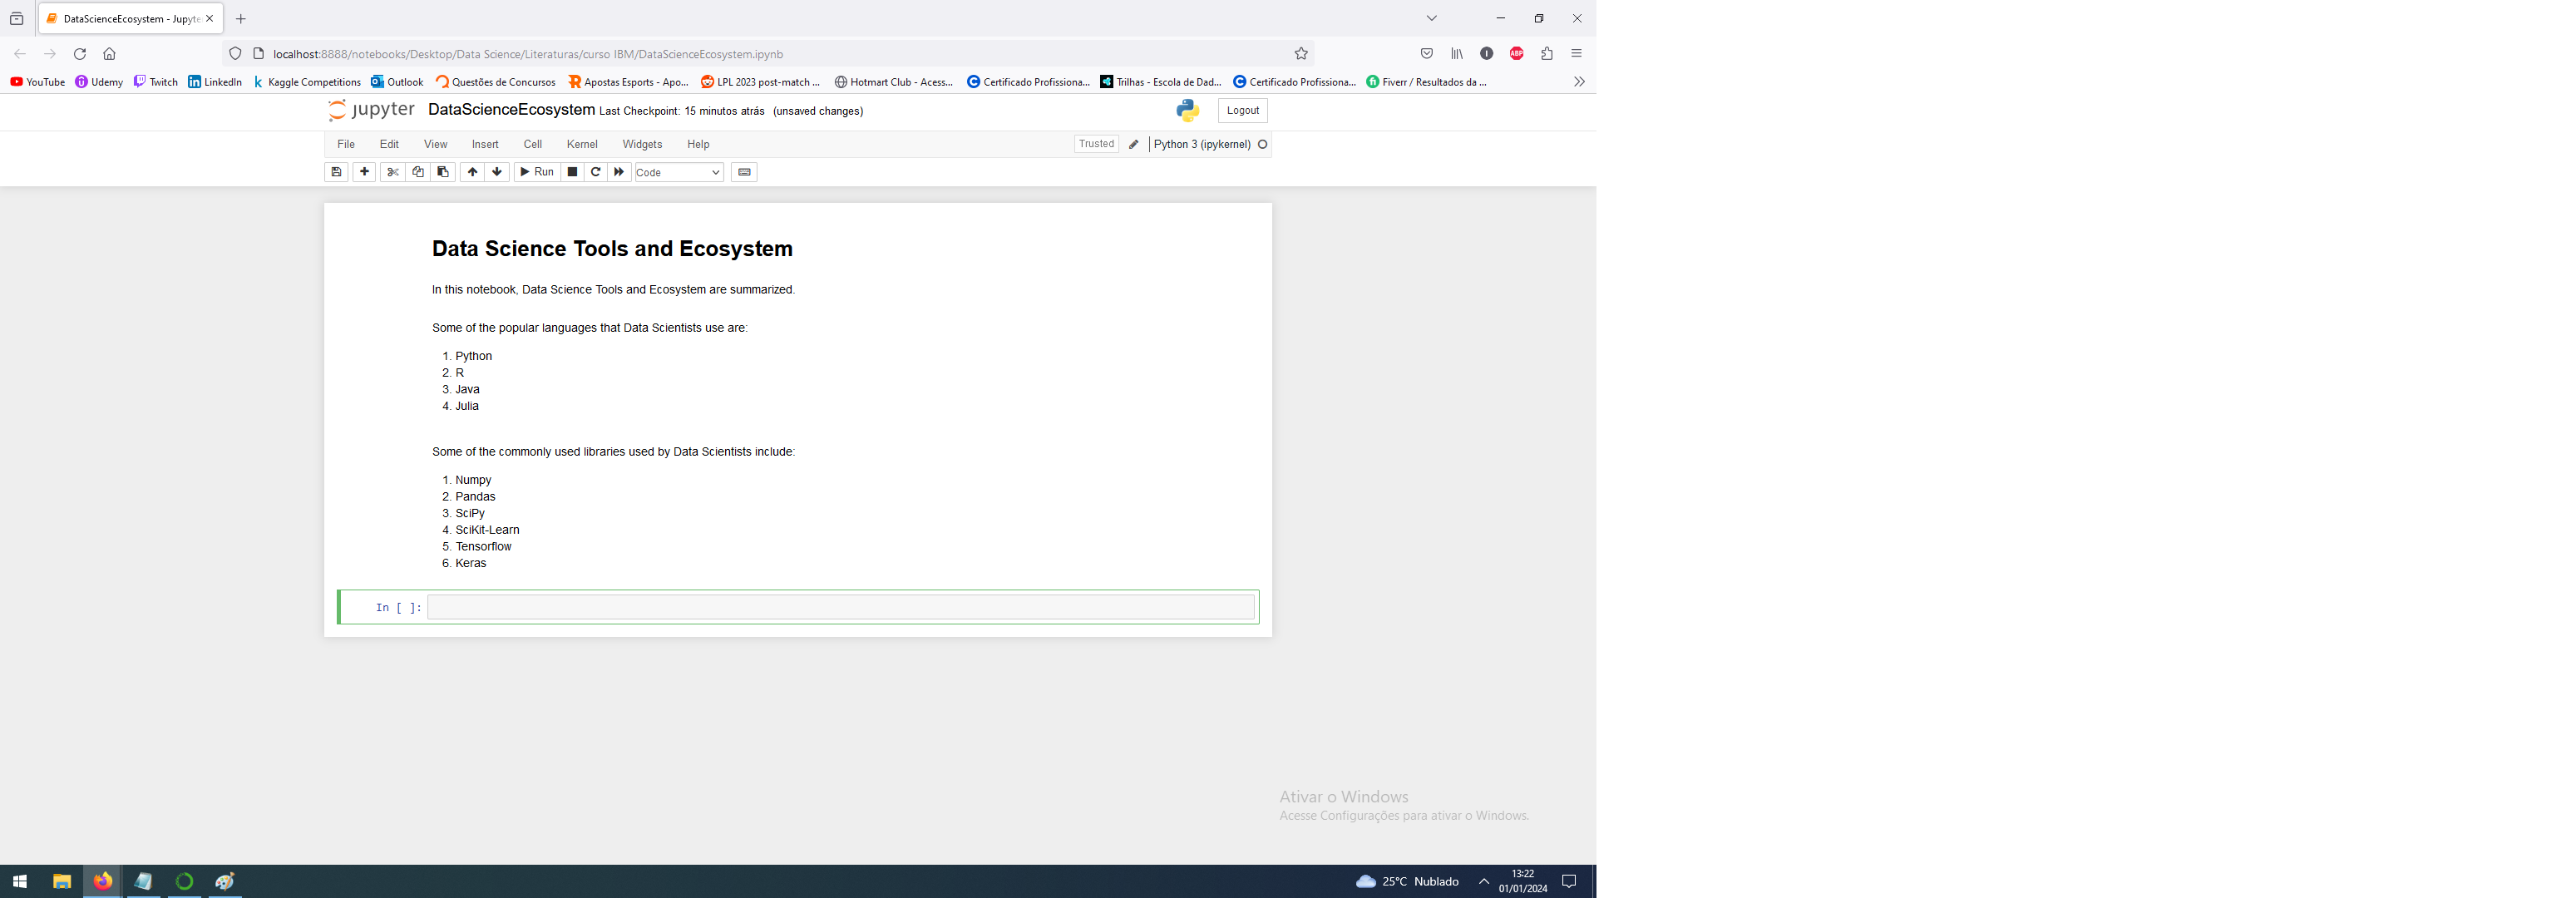 DataScienceEcosystem - Jupyte
localhost:8888/notebooks/Desktop/Data Science/Literaturas/curso IBM/DataScienceEcosystem.ipynb
I
ABP
YouTube Udemy Twitch LinkedIn Kaggle Competitions Outlook Questões de Concursos Apostas Esports - Apo... LPL 2023 post-match ... Hotmart Club - Acess... Certificado Profissiona... Trilhas - Escola de Dad... Certificado Profissiona... Fiverr / Resultados da ...
jupyter DataScienceEcosystem Last Checkpoint: 15 minutos atrás (unsaved changes) Logout
File Edit View Insert Cell Kernel Widgets Help Trusted Python 3 (ipykernel)
Run Code
Data Science Tools and Ecosystem
In this notebook, Data Science Tools and Ecosystem are summarized.
Some of the popular languages that Data Scientists use are:
1. Python
2. R
3. Java
4. Julia
Some of the commonly used libraries used by Data Scientists include:
1. Numpy
2. Pandas
3. SciPy
4. SciKit-Learn
5. Tensorflow
6. Keras
In [ ]:
Ativar o Windows
Acesse Configurações para ativar o Windows.
25°C Nublado
13:22
01/01/2024